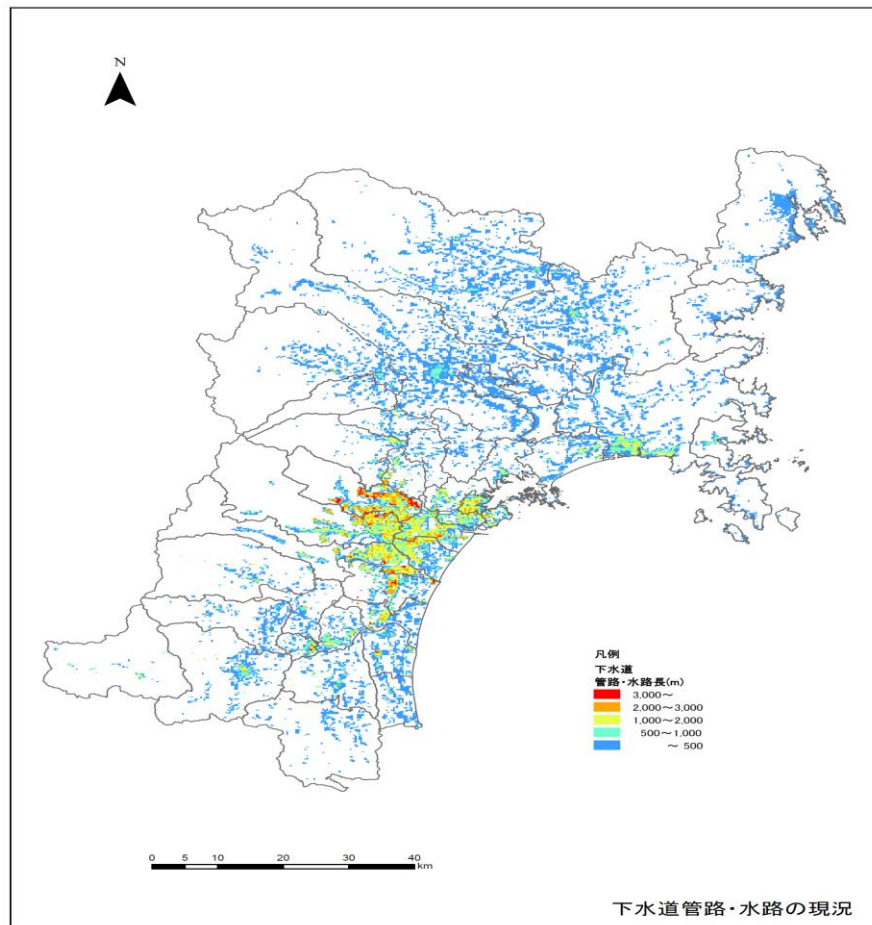 N
凡例
下水道
管路・水路長(m)
3,000～
2,000～3,000
1,000～2,000
500～1,000
～ 500
0 5 10 20 30 40
km
下水道管路・水路の現況